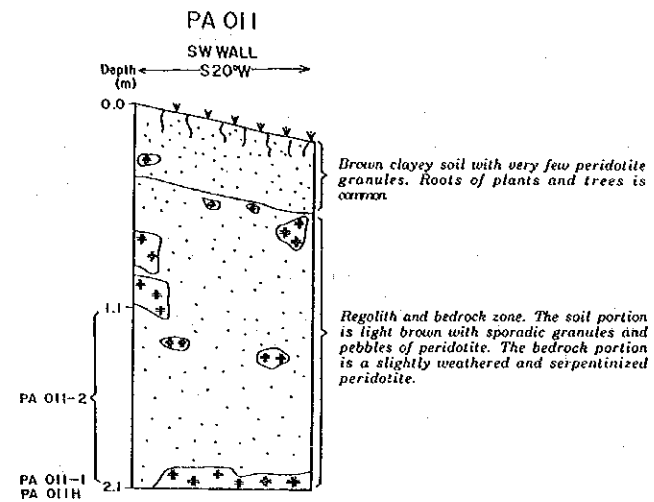 PA 011
SW WALL
Depth
(m)
S20°W
0.0
Brown clayey soil with very few peridotite
granules. Roots of plants and trees is
common
1.1
Regolith and bedrock zone. The soil portion
is light brown with sporadic granules and
pebbles of peridotite. The bedrock portion
is a slightly weathered and serpentinized
peridotite.
PA 011-2
PA 011-1
PA 011H
2.1